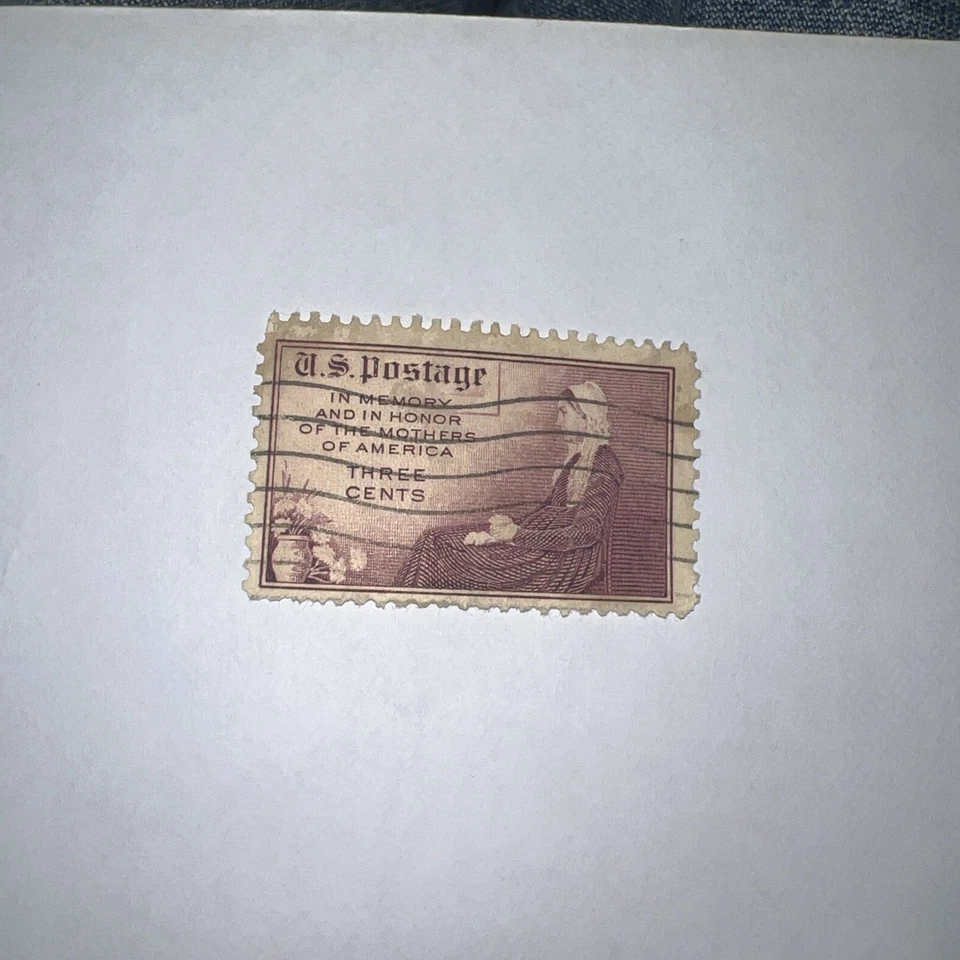 U.S. Postage
IN MEMORY
AND IN HONOR
OF THE MOTHERS
OF AMERICA
THREE
CENTS